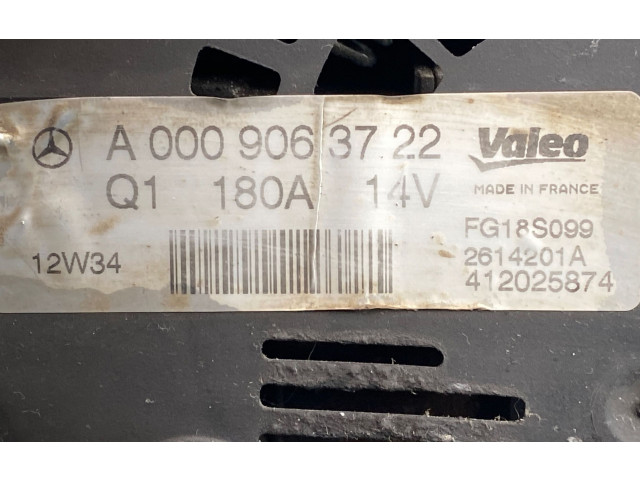 A 000 906 37 22 Valeo
Q1 180A 14V MADE IN FRANCE
FG18S099
12W34 2614201A
412025874